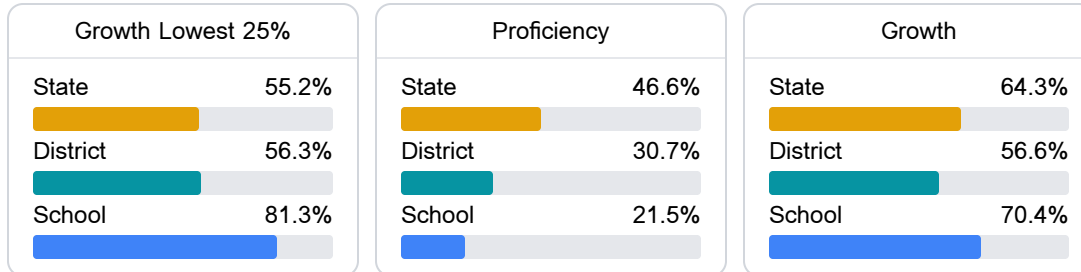 Growth Lowest 25%
State 55.2%
District 56.3%
School 81.3%
Proficiency
State 46.6%
District 30.7%
School 21.5%
Growth
State 64.3%
District 56.6%
School 70.4%